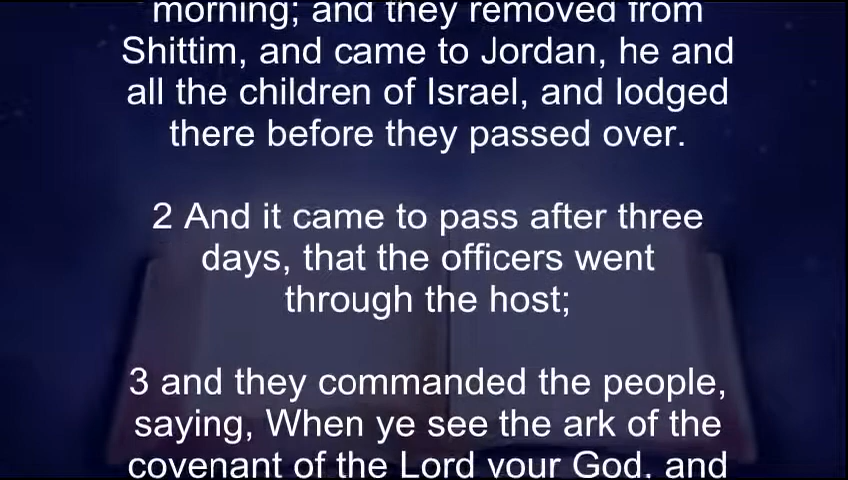 morning; and they removed from
Shittim, and came to Jordan, he and
all the children of Israel, and lodged
there before they passed over.
2 And it came to pass after three
days, that the officers went
through the host;
3 and they commanded the people,
saying, When ye see the ark of the
covenant of the Lord your God, and